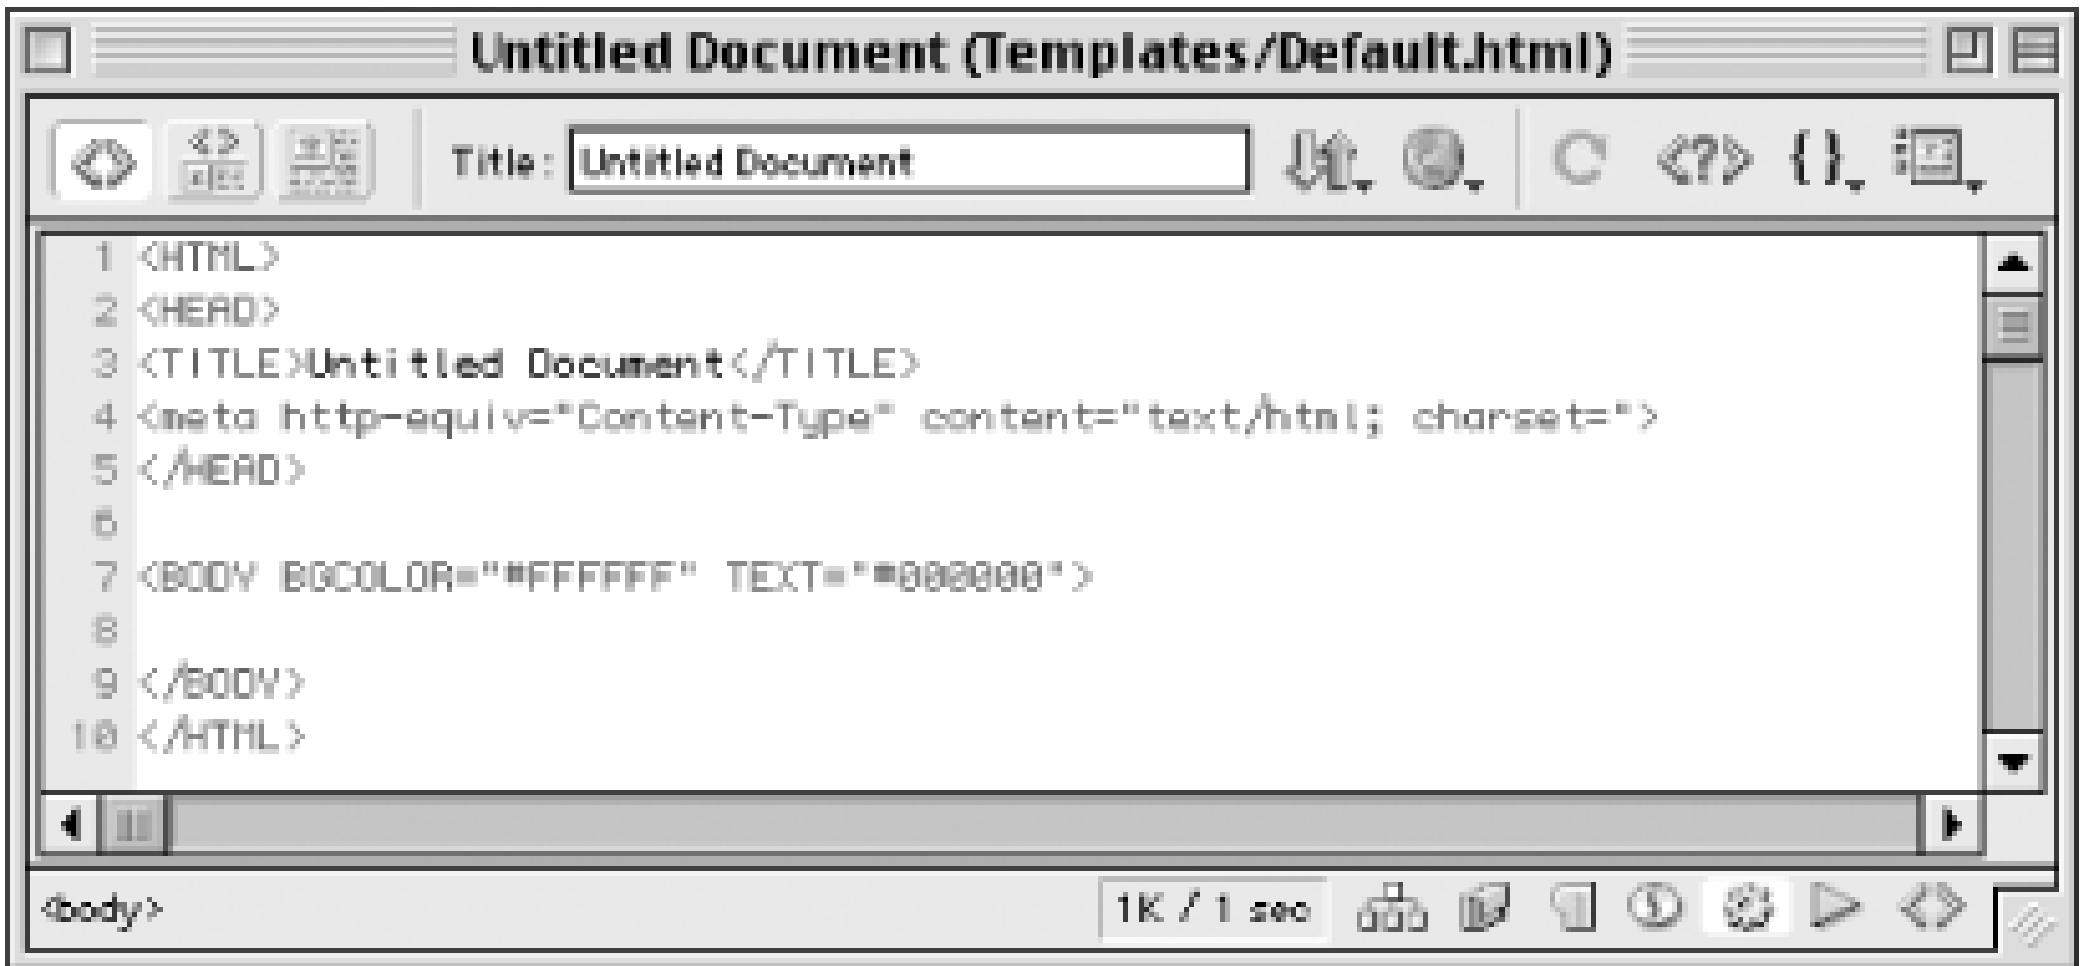 Untitled Document (Templates/Default.html)
Title: Untitled Document
1 <HTML>
2 <HEAD>
3 <TITLE>Untitled Document</TITLE>
4 <meta http-equiv="Content-Type" content="text/html; charset=">
5 </HEAD>
6
7 <BODY BGCOLOR="#FFFFFF" TEXT="#000000">
8
9 </BODY>
10 </HTML>
<body> 1K / 1 sec